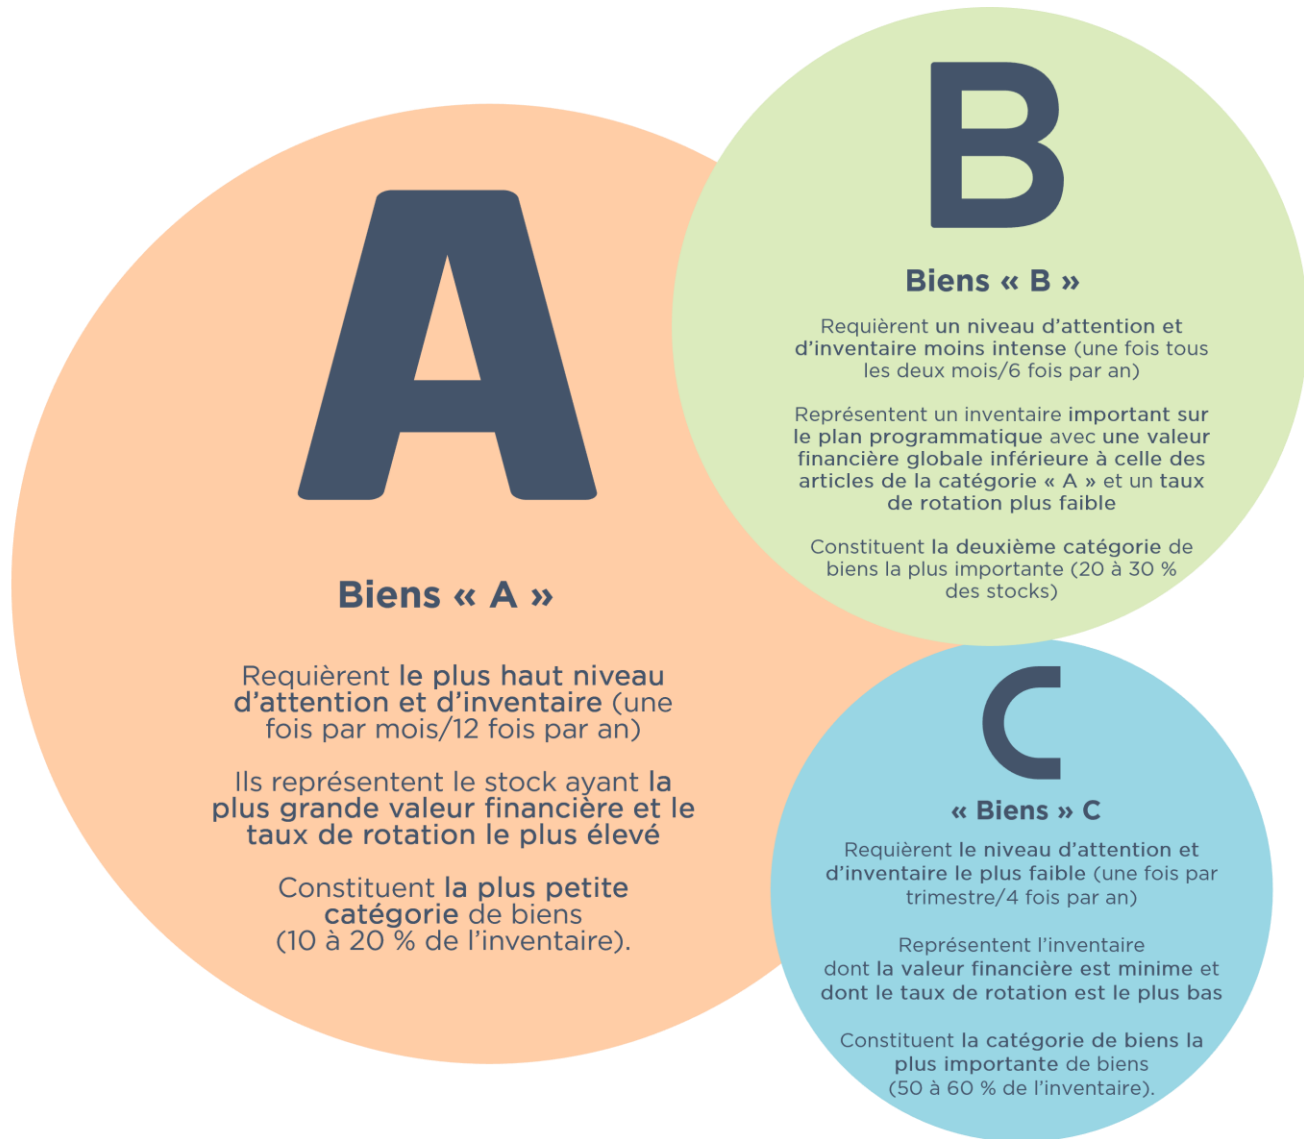 A
Biens « A »
Requièrent le plus haut niveau
d’attention et d’inventaire (une
fois par mois/12 fois par an)
Ils représentent le stock ayant la
plus grande valeur financière et le
taux de rotation le plus élevé
Constituent la plus petite
catégorie de biens
(10 à 20 % de l’inventaire).
B
Biens « B »
Requièrent un niveau d’attention et
d’inventaire moins intense (une fois tous
les deux mois/6 fois par an)
Représentent un inventaire important sur
le plan programmatique avec une valeur
financière globale inférieure à celle des
articles de la catégorie « A » et un taux
de rotation plus faible
Constituent la deuxième catégorie de
biens la plus importante (20 à 30 %
des stocks)
C
« Biens » C
Requièrent le niveau d’attention et
d’inventaire le plus faible (une fois par
trimestre/4 fois par an)
Représentent l’inventaire
dont la valeur financière est minime et
dont le taux de rotation est le plus bas
Constituent la catégorie de biens la
plus importante de biens
(50 à 60 % de l’inventaire).